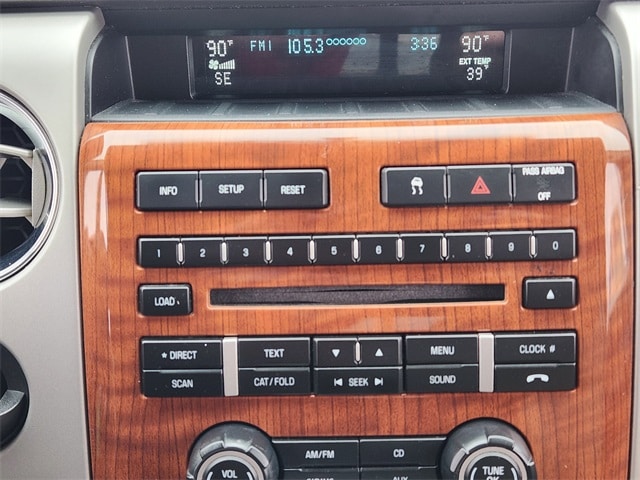 90°F FM1 105.3 3:36 90°F
EXT TEMP
SE 39°
INFO SETUP RESET PASS AIRBAG OFF
1 2 3 4 5 6 7 8 9 0
LOAD
* DIRECT TEXT MENU CLOCK #
SCAN CAT/FOLD SEEK SOUND
AM/FM CD
VOL TUNE
OK
AUX